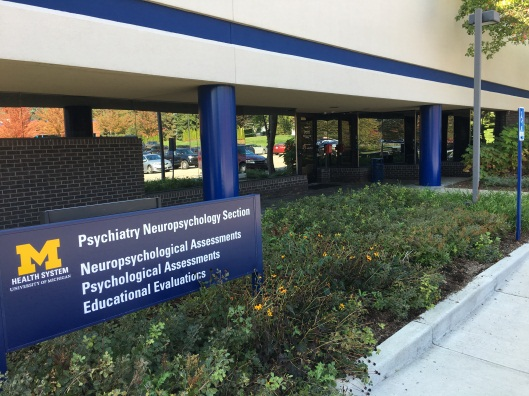 M
HEALTH SYSTEM
UNIVERSITY OF MICHIGAN
Psychiatry Neuropsychology Section
Neuropsychological Assessments
Psychological Assessments
Educational Evaluations